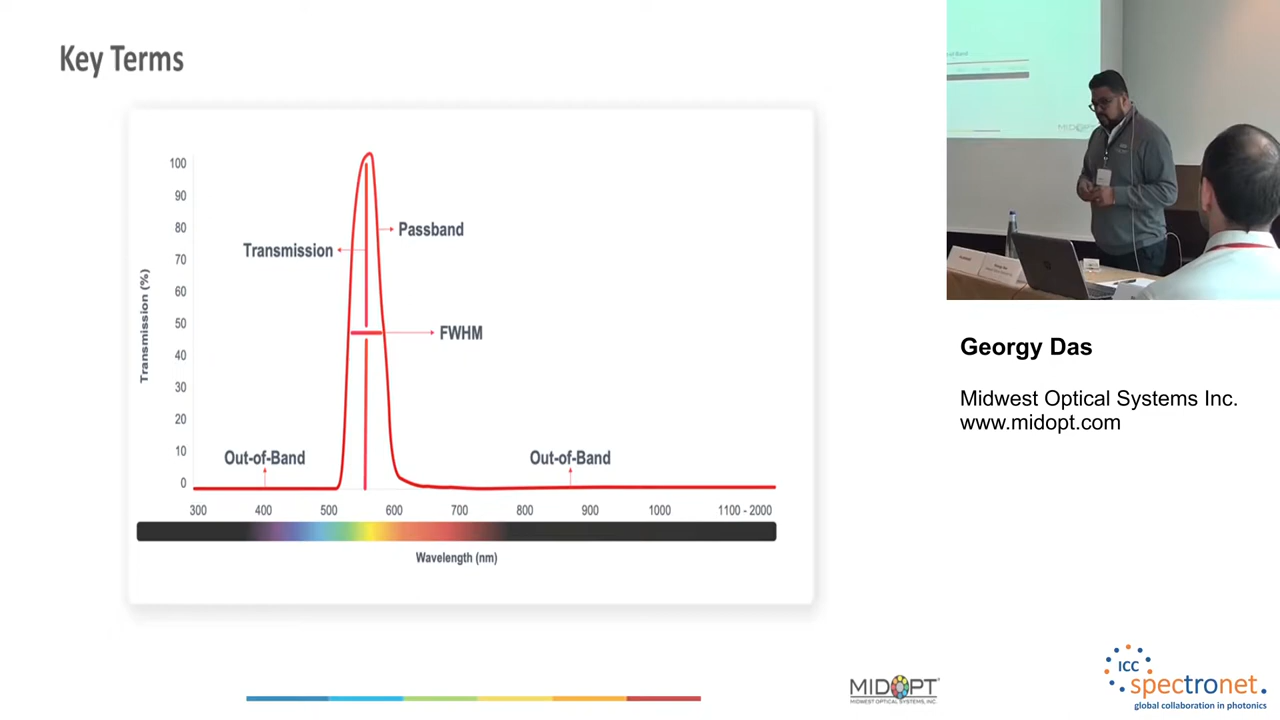 Key Terms
100
90
80
70
60
50
40
30
20
10
0
Transmission (%)
Transmission
Passband
FWHM
Out-of-Band
Out-of-Band
300
400
500
600
700
800
900
1000
1100 - 2000
Wavelength (nm)
MIDOPT
MIDWEST OPTICAL SYSTEMS, INC.
Georgy Das
Midwest Optical Systems Inc.
www.midopt.com
ICC
spectronet.
global collaboration in photonics